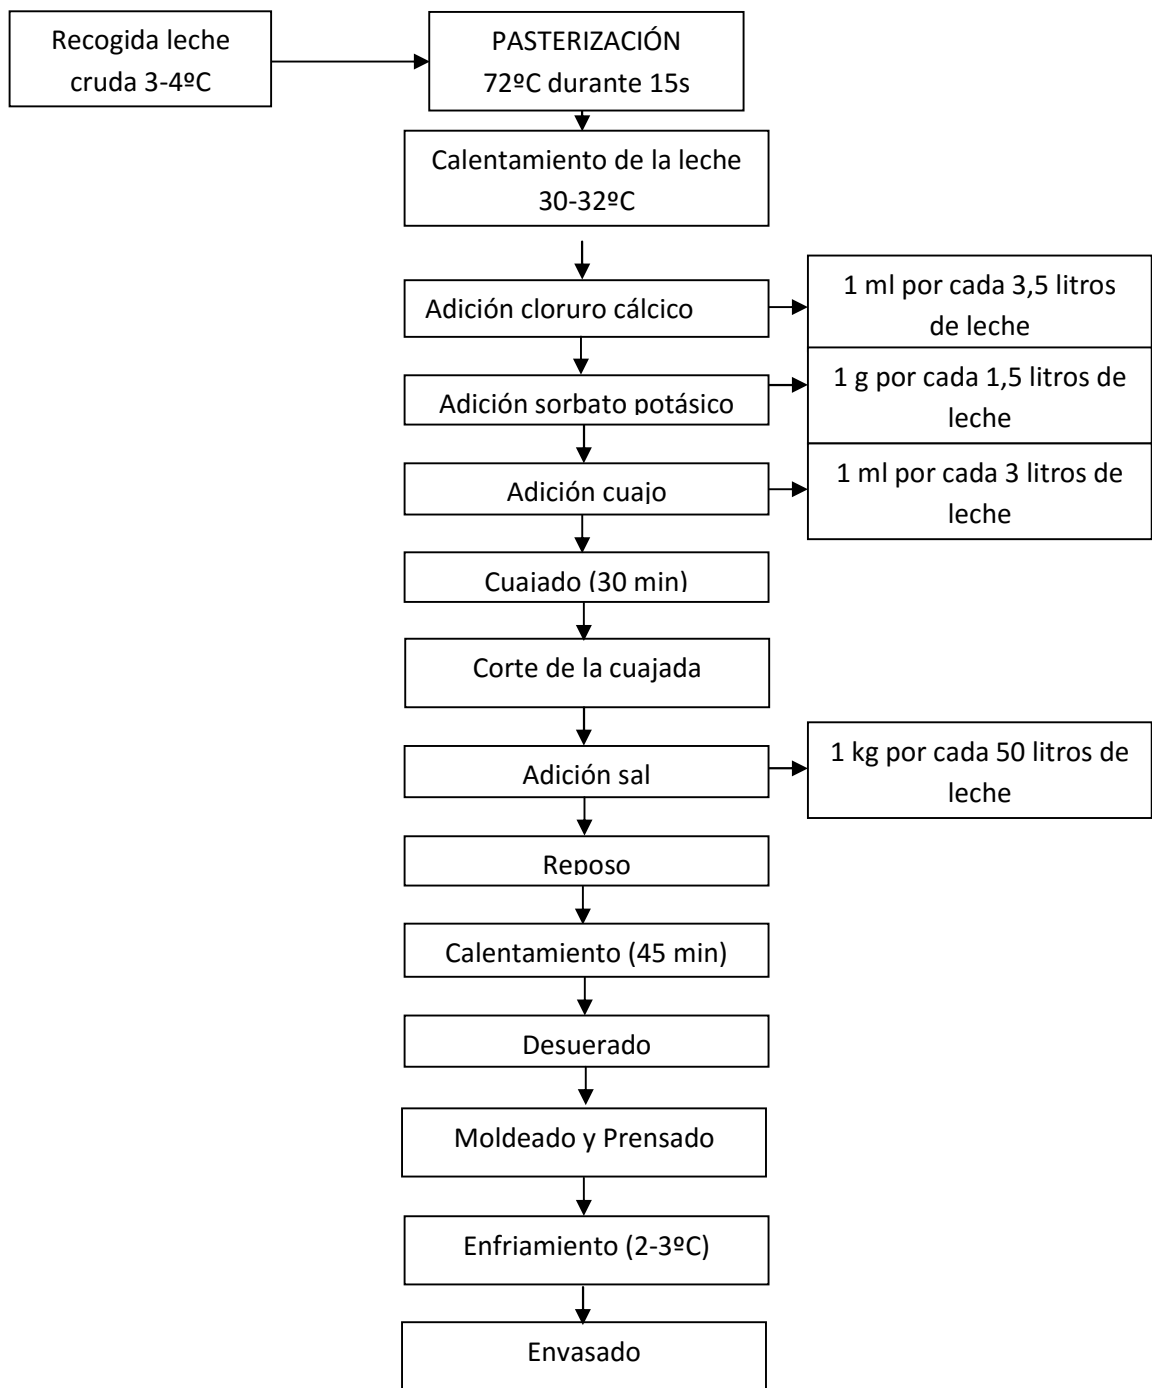 Recogida leche
cruda 3-4ºC
PASTERIZACIÓN
72ºC durante 15s
Calentamiento de la leche
30-32ºC
Adición cloruro cálcico
1 ml por cada 3,5 litros
de leche
Adición sorbato potásico
1 g por cada 1,5 litros de
leche
Adición cuajo
1 ml por cada 3 litros de
leche
Cuajado (30 min)
Corte de la cuajada
Adición sal
1 kg por cada 50 litros de
leche
Reposo
Calentamiento (45 min)
Desuerado
Moldeado y Prensado
Enfriamiento (2-3ºC)
Envasado